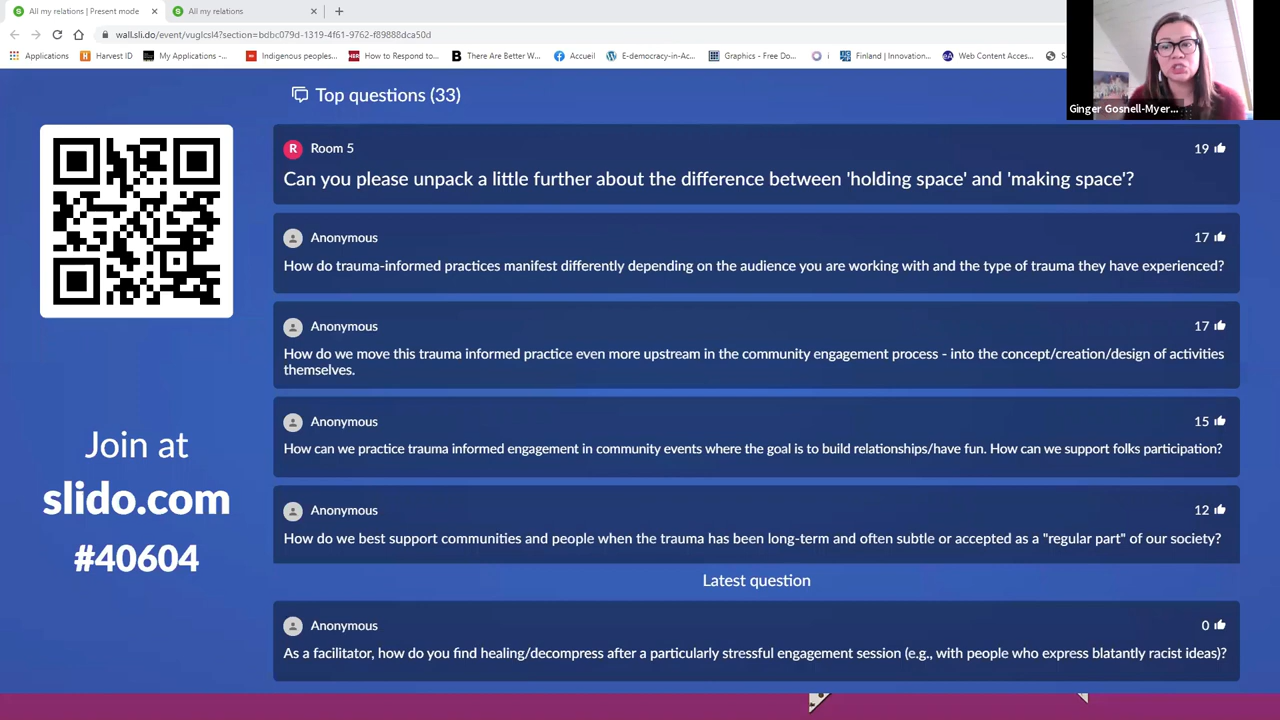 All my relations | Present mode
All my relations
wall.sli.do/event/vuglcsl4?section=bdbc079d-1319-4f61-9762-f89888dca50d
Applications
Harvest ID
My Applications -...
Indigenous peoples...
How to Respond to...
There Are Better W...
Accueil
E-democracy-in-Ac...
Graphics - Free Do...
i
Finland | Innovation...
Web Content Acces...
Ginger Gosnell-Myer...
Top questions (33)
R
Room 5
19
Can you please unpack a little further about the difference between 'holding space' and 'making space'?
Anonymous
17
How do trauma-informed practices manifest differently depending on the audience you are working with and the type of trauma they have experienced?
Anonymous
17
How do we move this trauma informed practice even more upstream in the community engagement process - into the concept/creation/design of activities
themselves.
Anonymous
15
How can we practice trauma informed engagement in community events where the goal is to build relationships/have fun. How can we support folks participation?
Anonymous
12
How do we best support communities and people when the trauma has been long-term and often subtle or accepted as a "regular part" of our society?
Latest question
Anonymous
0
As a facilitator, how do you find healing/decompress after a particularly stressful engagement session (e.g., with people who express blatantly racist ideas)?
Join at
slido.com
#40604